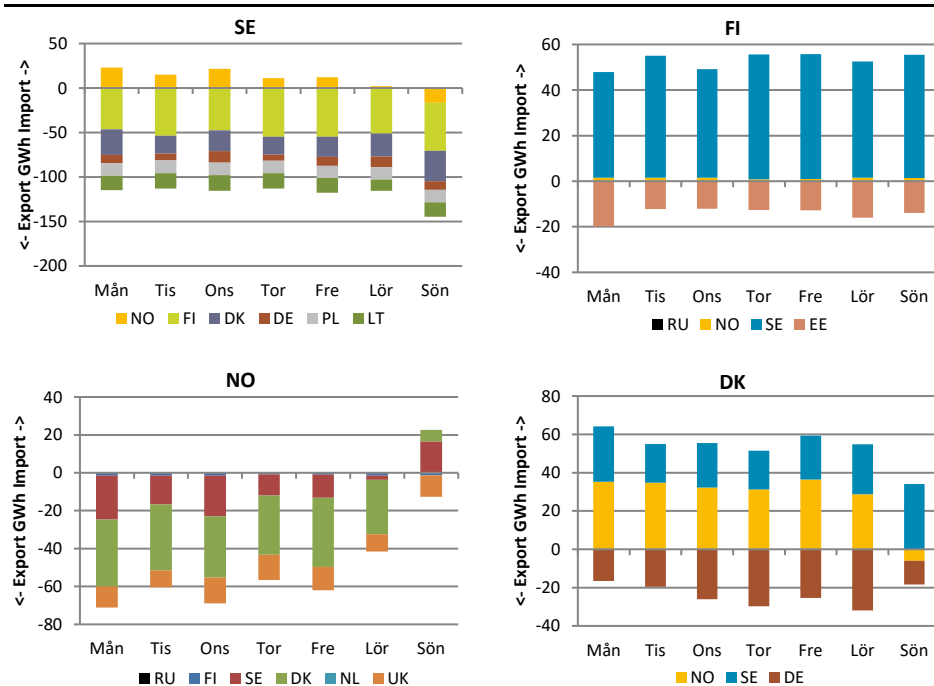 SE
<- Export GWh Import ->
50
0
-50
-100
-150
-200
Mån Tis Ons Tor Fre Lör Sön
NO FI DK DE PL LT
FI
<- Export GWh Import ->
60
40
20
0
-20
-40
Mån Tis Ons Tor Fre Lör Sön
RU NO SE EE
NO
<- Export GWh Import ->
40
20
0
-20
-40
-60
-80
Mån Tis Ons Tor Fre Lör Sön
RU FI SE DK NL UK
DK
<- Export GWh Import ->
80
60
40
20
0
-20
-40
Mån Tis Ons Tor Fre Lör Sön
NO SE DE